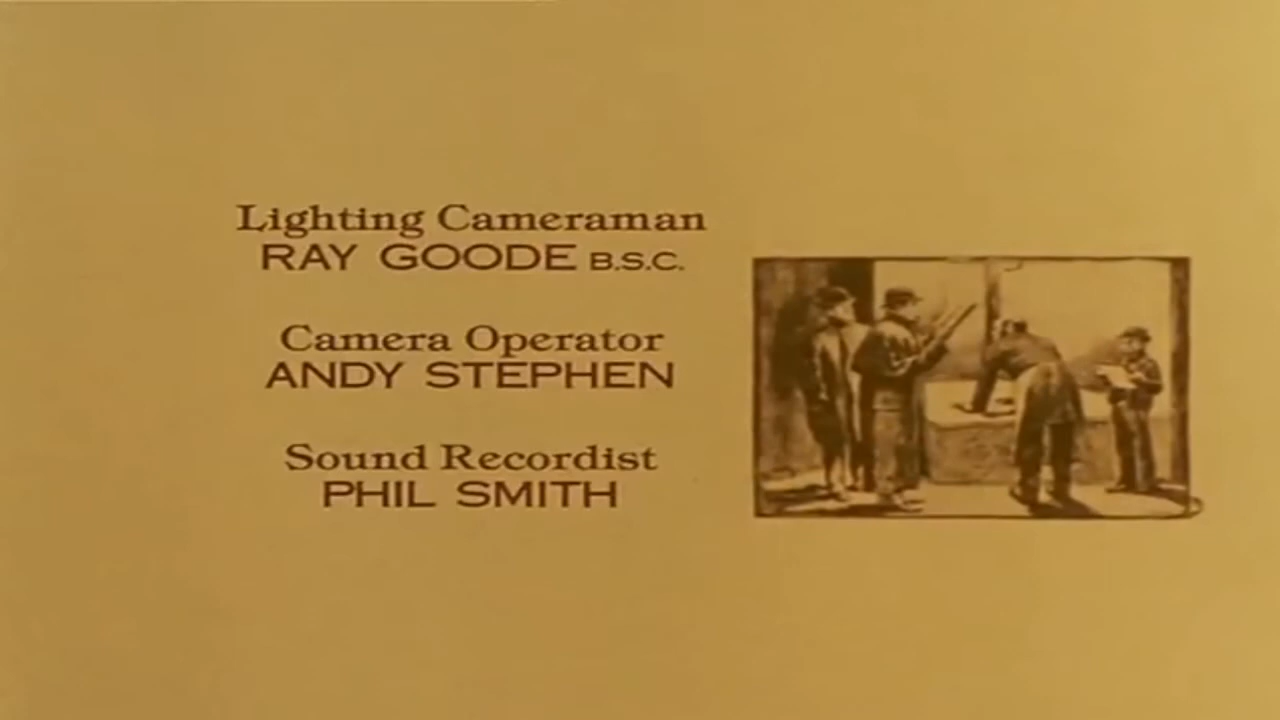 Lighting Cameraman
RAY GOODE B.S.C.
Camera Operator
ANDY STEPHEN
Sound Recordist
PHIL SMITH